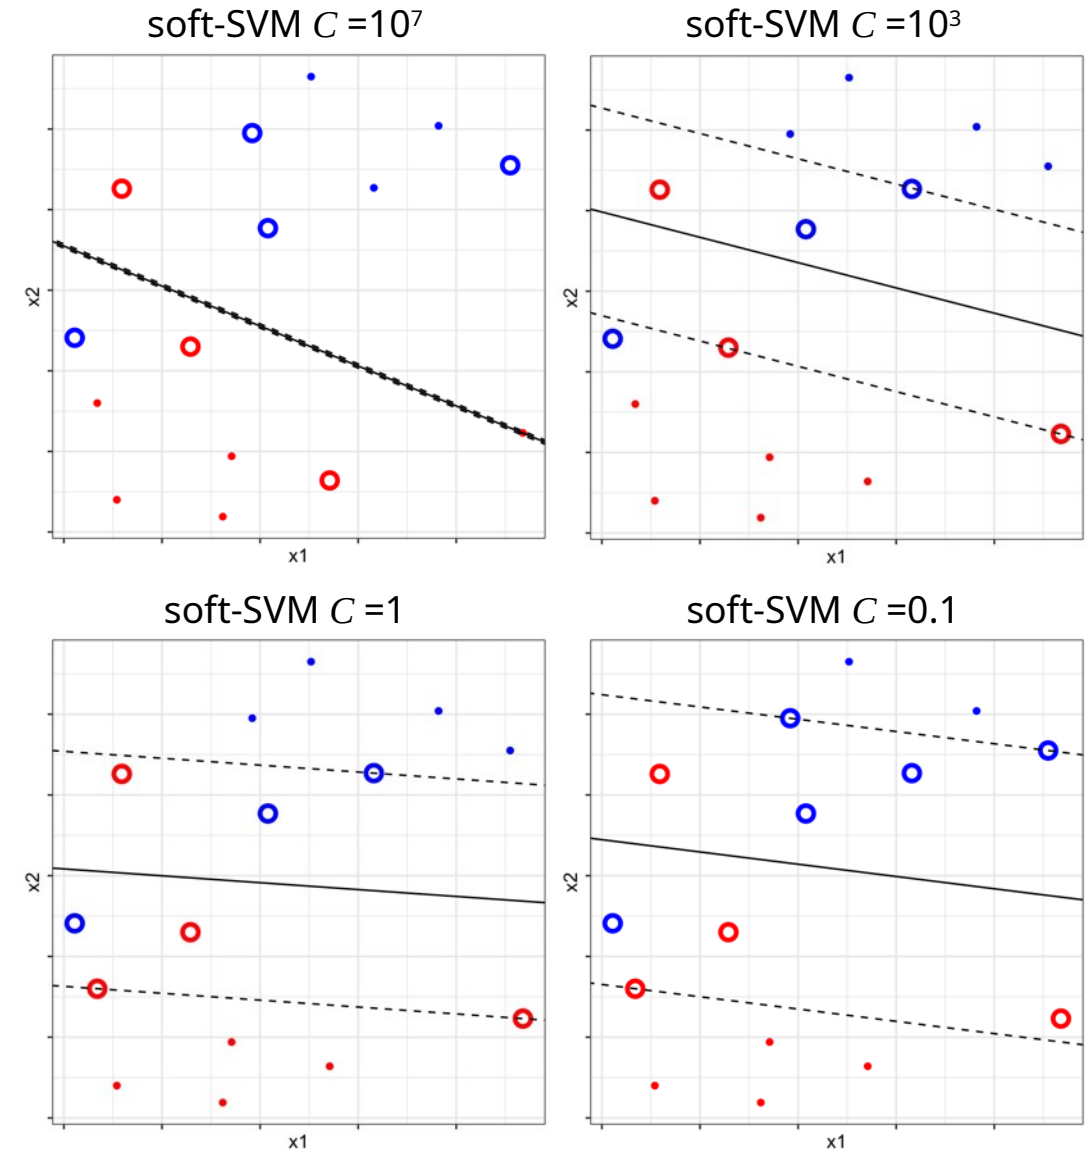 soft-SVM C =10⁷
soft-SVM C =10³
x2
x2
x1
x1
soft-SVM C =1
soft-SVM C =0.1
x2
x2
x1
x1